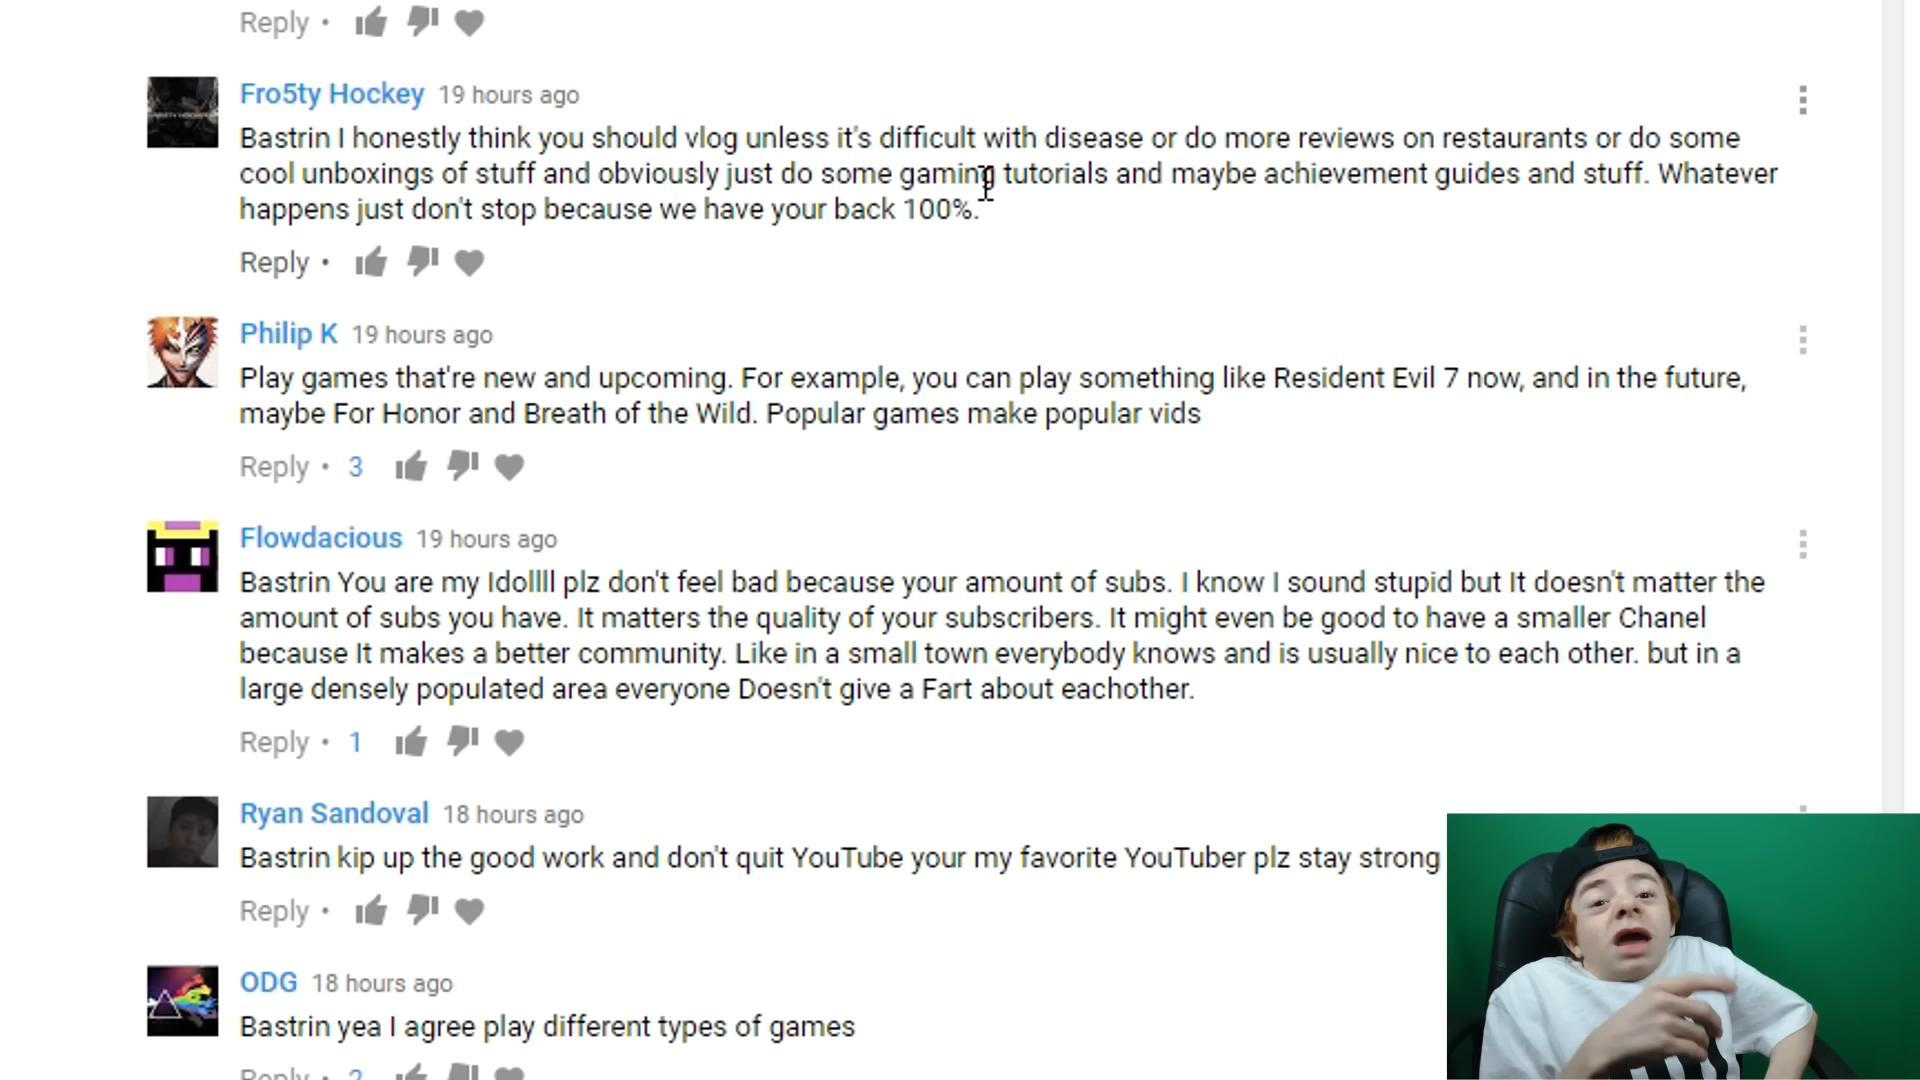 Reply •
Fro5ty Hockey 19 hours ago
Bastrin I honestly think you should vlog unless it's difficult with disease or do more reviews on restaurants or do some
cool unboxings of stuff and obviously just do some gaming tutorials and maybe achievement guides and stuff. Whatever
happens just don't stop because we have your back 100%.
Reply •
Philip K 19 hours ago
Play games that're new and upcoming. For example, you can play something like Resident Evil 7 now, and in the future,
maybe For Honor and Breath of the Wild. Popular games make popular vids
Reply • 3
Flowdacious 19 hours ago
Bastrin You are my Idollll plz don't feel bad because your amount of subs. I know I sound stupid but It doesn't matter the
amount of subs you have. It matters the quality of your subscribers. It might even be good to have a smaller Chanel
because It makes a better community. Like in a small town everybody knows and is usually nice to each other. but in a
large densely populated area everyone Doesn't give a Fart about eachother.
Reply • 1
Ryan Sandoval 18 hours ago
Bastrin kip up the good work and don't quit YouTube your my favorite YouTuber plz stay strong
Reply •
ODG 18 hours ago
Bastrin yea I agree play different types of games
Reply • 2